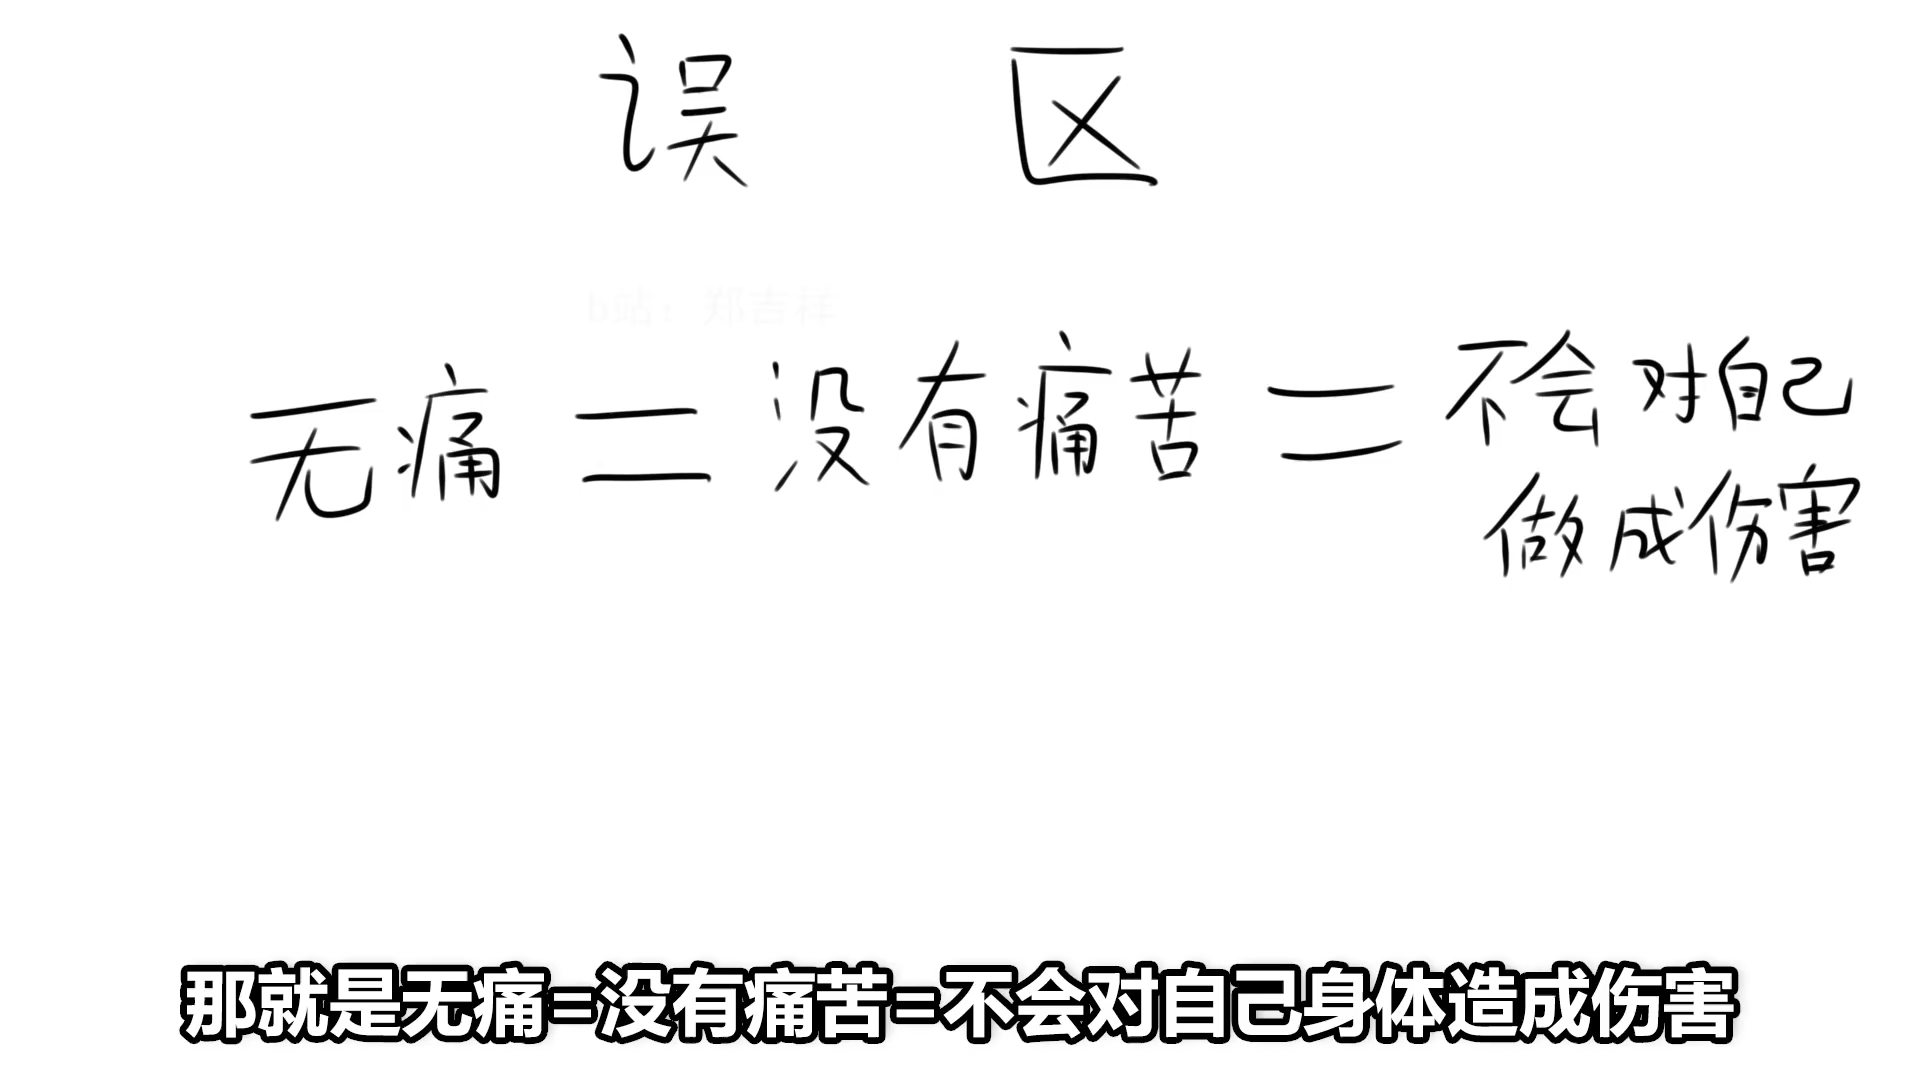 误 区
b站：郑吉祥
无痛=没有痛苦=不会对自己
做成伤害
那就是无痛=没有痛苦=不会对自己身体造成伤害